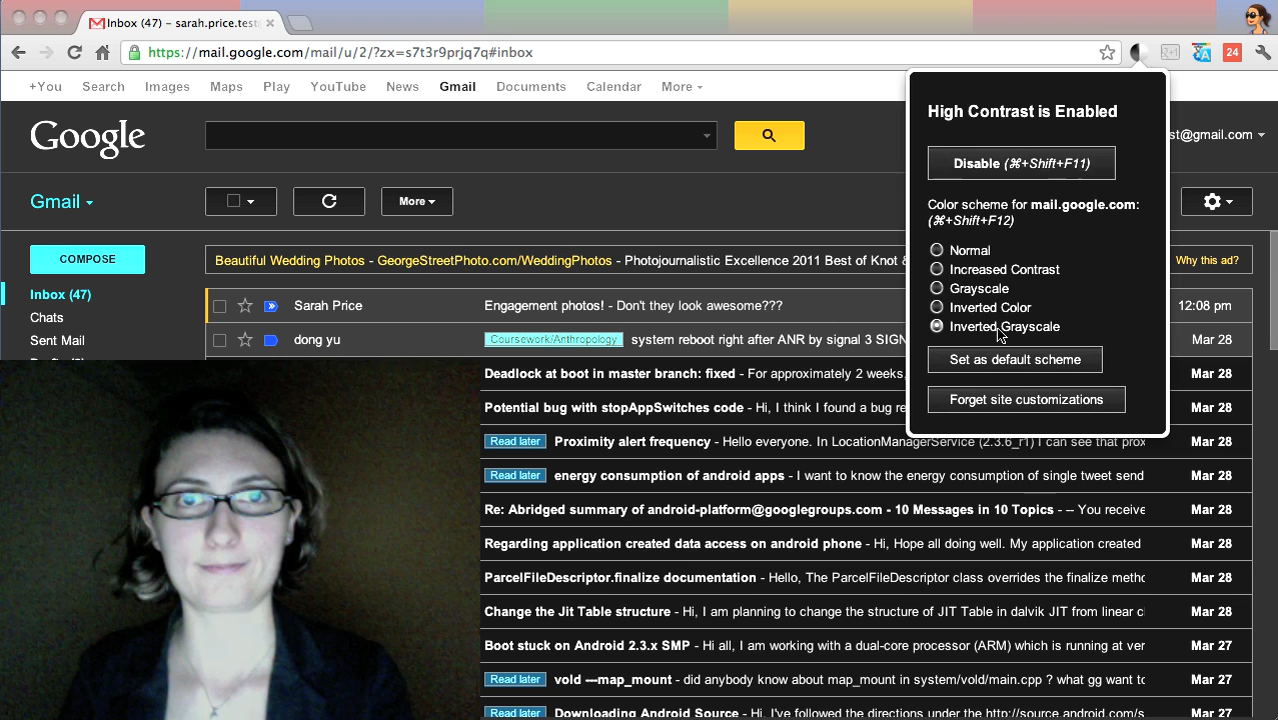 Inbox (47) – sarah.price.test
https://mail.google.com/mail/u/2/?zx=s7t3r9prjq7q#inbox
24
+You Search Images Maps Play YouTube News Gmail Documents Calendar More
Google
st@gmail.com
Gmail
More
COMPOSE
Inbox (47)
Chats
Sent Mail
Beautiful Wedding Photos - GeorgeStreetPhoto.com/WeddingPhotos - Photojournalistic Excellence 2011 Best of Knot &
Why this ad?
Sarah Price Engagement photos! - Don't they look awesome??? 12:08 pm
dong yu Coursework/Anthropology system reboot right after ANR by signal 3 SIGN Mar 28
Deadlock at boot in master branch: fixed - For approximately 2 weeks, Mar 28
Potential bug with stopAppSwitches code - Hi, I think I found a bug re Mar 28
Read later Proximity alert frequency - Hello everyone. In LocationManagerService (2.3.6_r1) I can see that prox Mar 28
Read later energy consumption of android apps - I want to know the energy consumption of single tweet send Mar 28
Re: Abridged summary of android-platform@googlegroups.com - 10 Messages in 10 Topics - -- You receive Mar 28
Regarding application created data access on android phone - Hi, Hope all doing well. My application created Mar 28
ParcelFileDescriptor.finalize documentation - Hello, The ParcelFileDescriptor class overrides the finalize metho Mar 28
Change the Jit Table structure - Hi, I am planning to change the structure of JIT Table in dalvik JIT from linear c Mar 28
Boot stuck on Android 2.3.x SMP - Hi all, I am working with a dual-core processor (ARM) which is running at ver Mar 27
Read later vold ---map_mount - did anybody know about map_mount in system/vold/main.cpp ? what gg want to Mar 27
Read later Downloading Android Source - Hi, I've followed the directions under the http://source.android.com/s Mar 27
High Contrast is Enabled
Disable (⌘+Shift+F11)
Color scheme for mail.google.com:
(⌘+Shift+F12)
Normal
Increased Contrast
Grayscale
Inverted Color
Inverted Grayscale
Set as default scheme
Forget site customizations